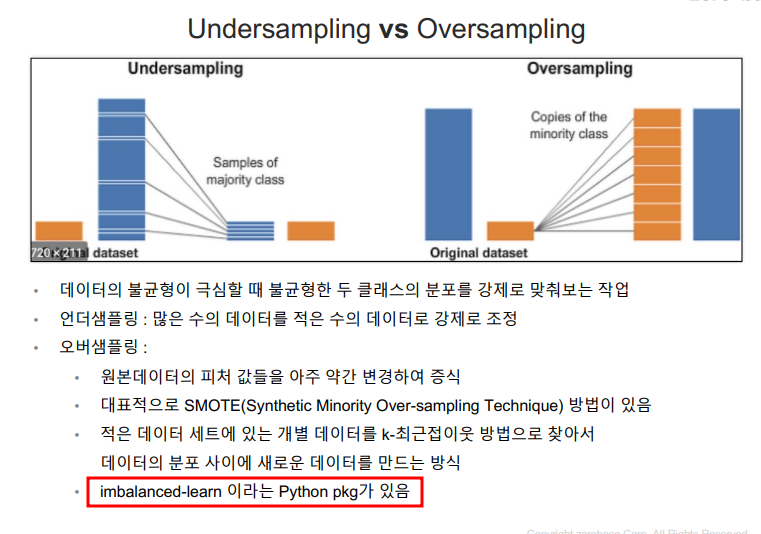 Undersampling vs Oversampling
Undersampling
Oversampling
Samples of
majority class
Copies of the
minority class
720 × 211
dataset
Original dataset
• 데이터의 불균형이 극심할 때 불균형한 두 클래스의 분포를 강제로 맞춰보는 작업
• 언더샘플링 : 많은 수의 데이터를 적은 수의 데이터로 강제로 조정
• 오버샘플링 :
• 원본데이터의 피처 값들을 아주 약간 변경하여 증식
• 대표적으로 SMOTE(Synthetic Minority Over-sampling Technique) 방법이 있음
• 적은 데이터 세트에 있는 개별 데이터를 k-최근접이웃 방법으로 찾아서
데이터의 분포 사이에 새로운 데이터를 만드는 방식
• imbalanced-learn 이라는 Python pkg가 있음